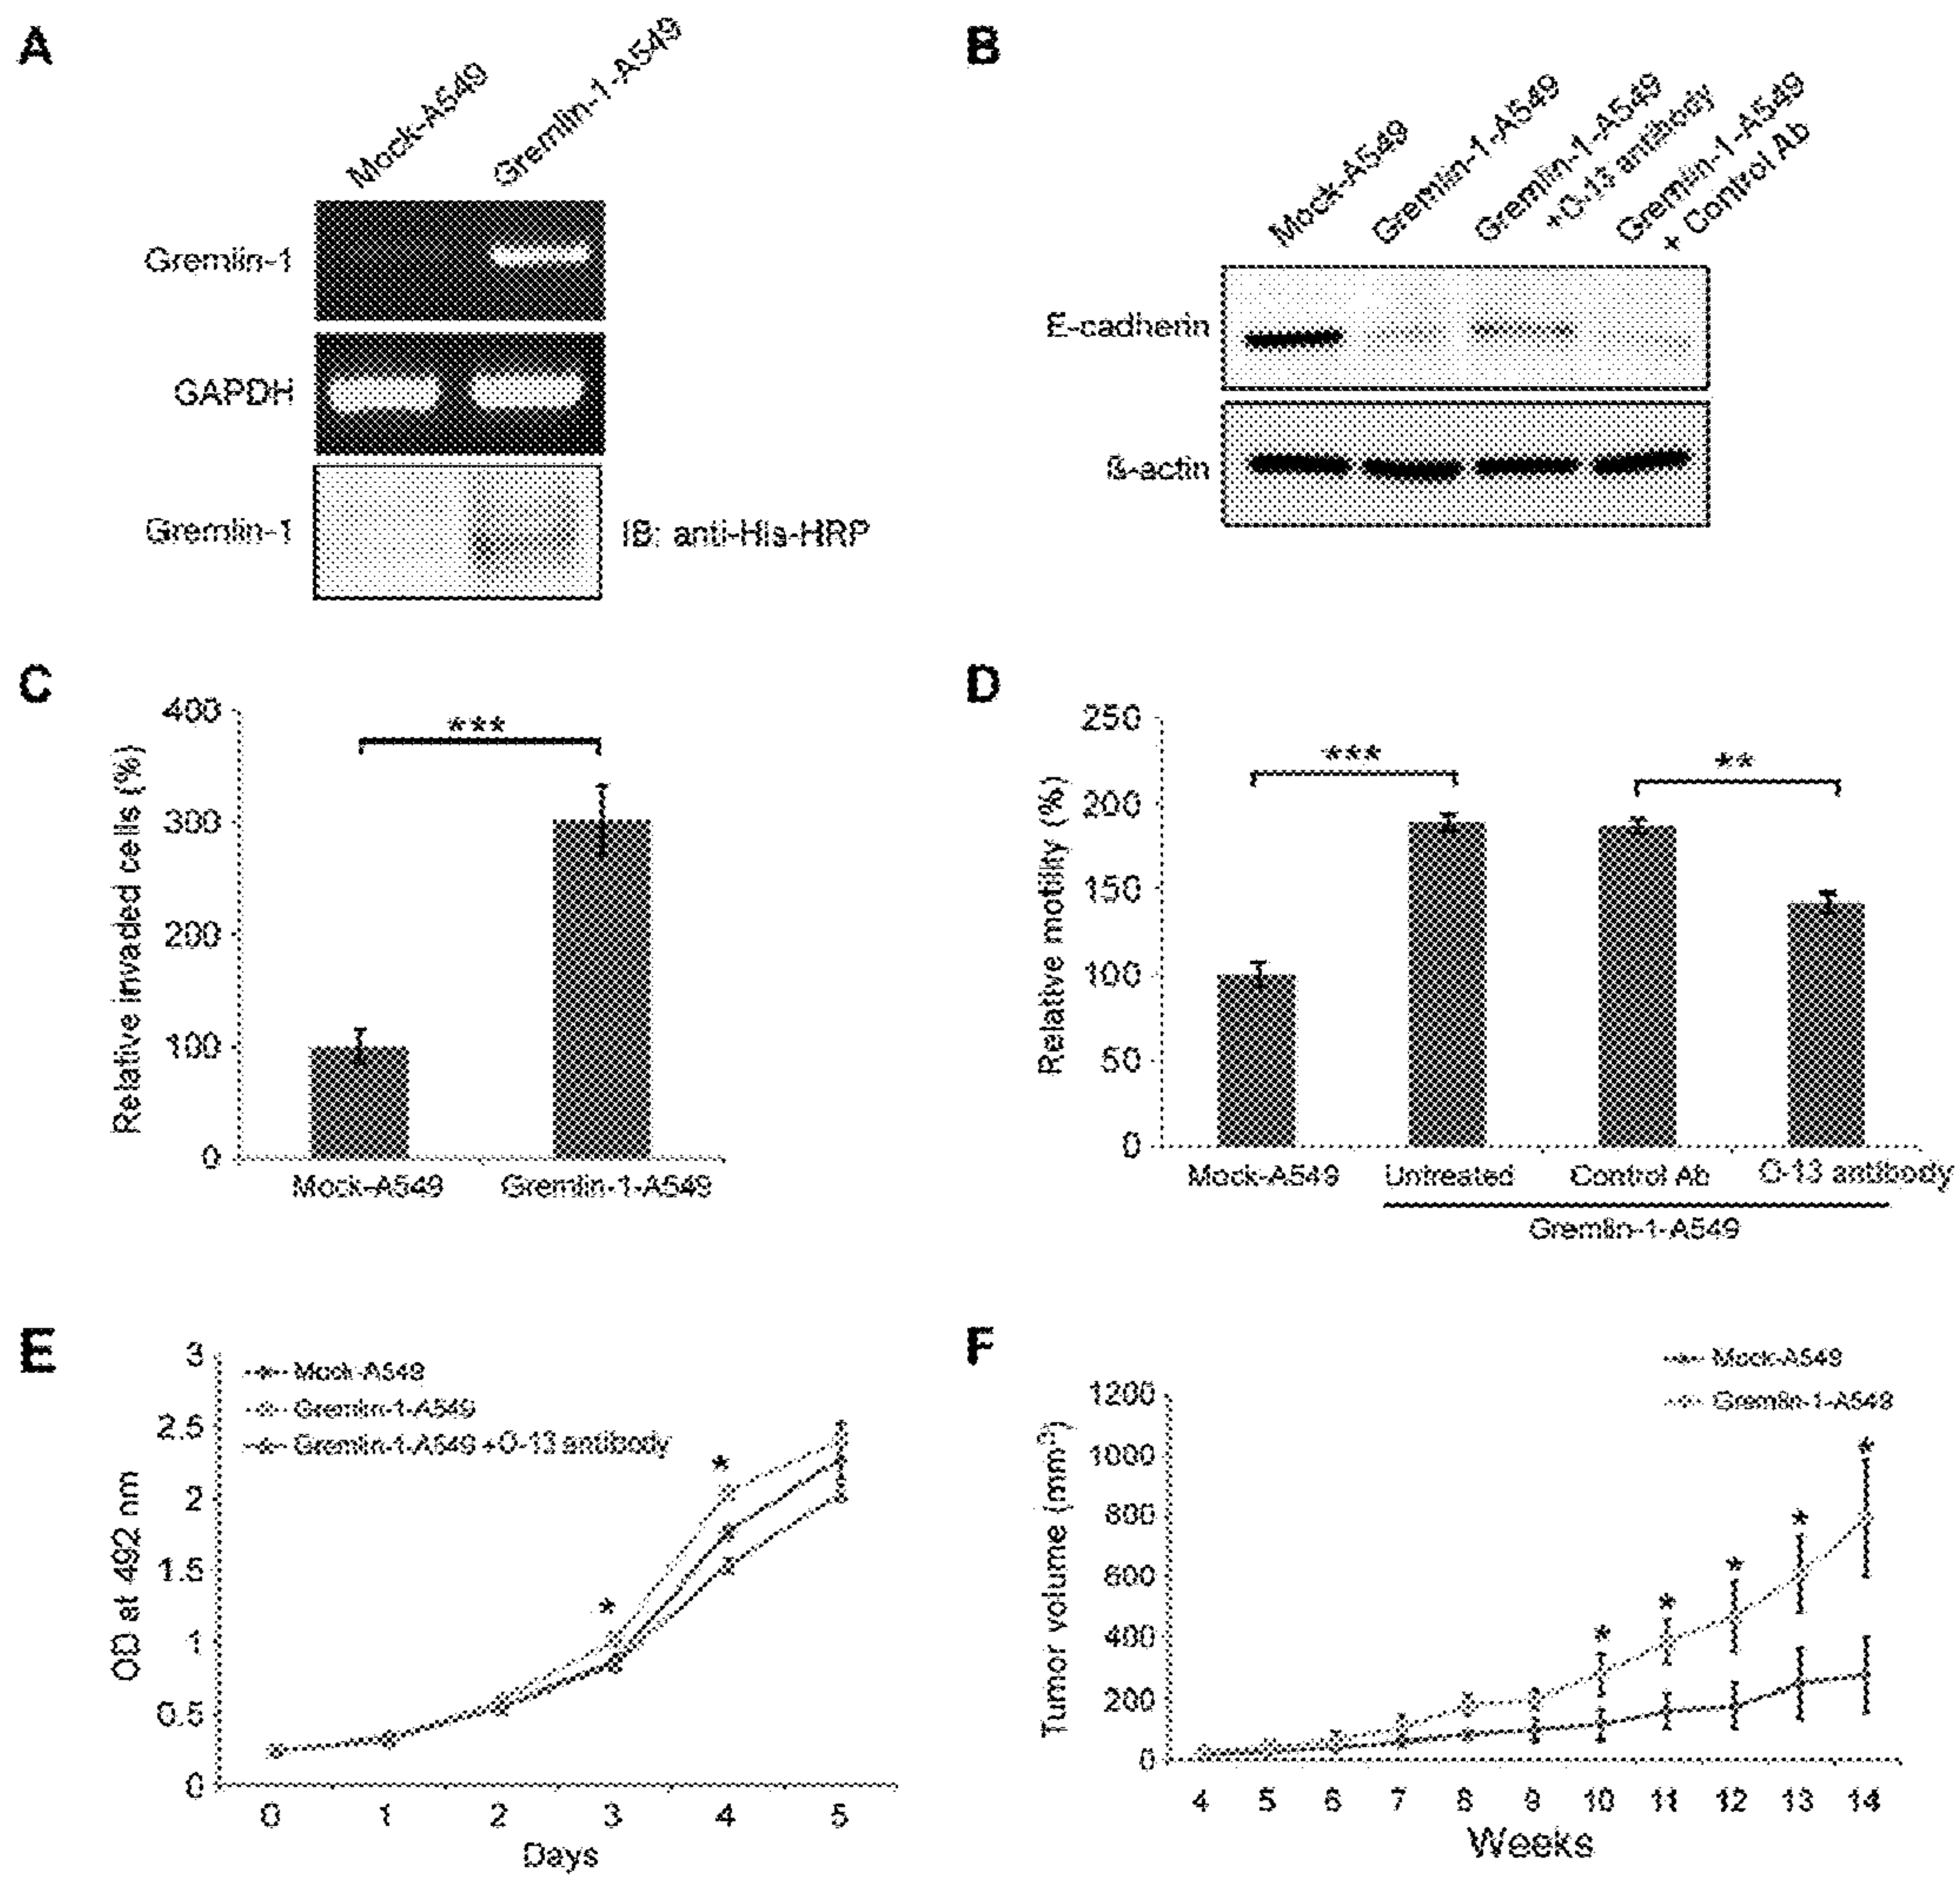 A
Mock-A549
Gremlin-1-A549
Gremlin-1
GAPDH
Gremlin-1
IB: anti-His-HRP
B
Mock-A549
Gremlin-1-A549
Gremlin-1-A549
+O-13 antibody
Gremlin-1-A549
+ Control Ab
E-cadherin
ß-actin
C
Relative invaded cells (%)
400
300
200
100
0
***
Mock-A549
Gremlin-1-A549
D
Relative motility (%)
250
200
150
100
50
0
***
**
Mock-A549
Untreated
Control Ab
O-13 antibody
Gremlin-1-A549
E
OD at 492 nm
3
2.5
2
1.5
1
0.5
0
Mock-A549
Gremlin-1-A549
Gremlin-1-A549 +O-13 antibody
*
*
0 1 2 3 4 5
Days
F
Mock-A549
Gremlin-1-A549
Tumor volume (mm³)
1200
1000
800
600
400
200
0
* * * * *
4 5 6 7 8 9 10 11 12 13 14
Weeks